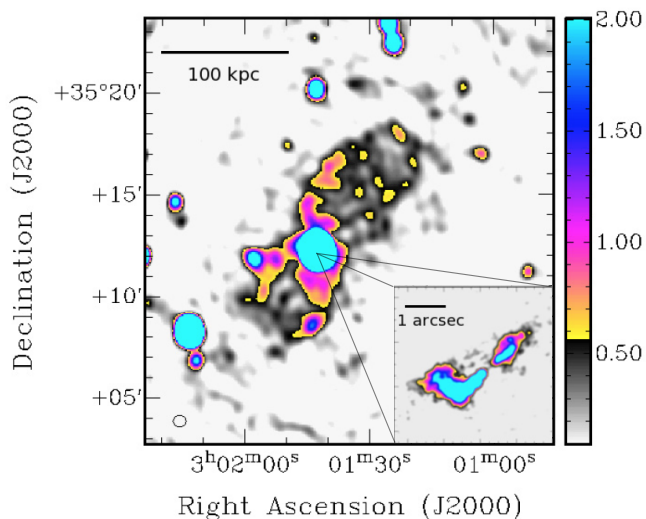 2.00
100 kpc
+35°20′
1.50
+15′
1.00
+10′
1 arcsec
0.50
+05′
3ʰ02ᵐ00ˢ 01ᵐ30ˢ 01ᵐ00ˢ
Right Ascension (J2000)
Declination (J2000)